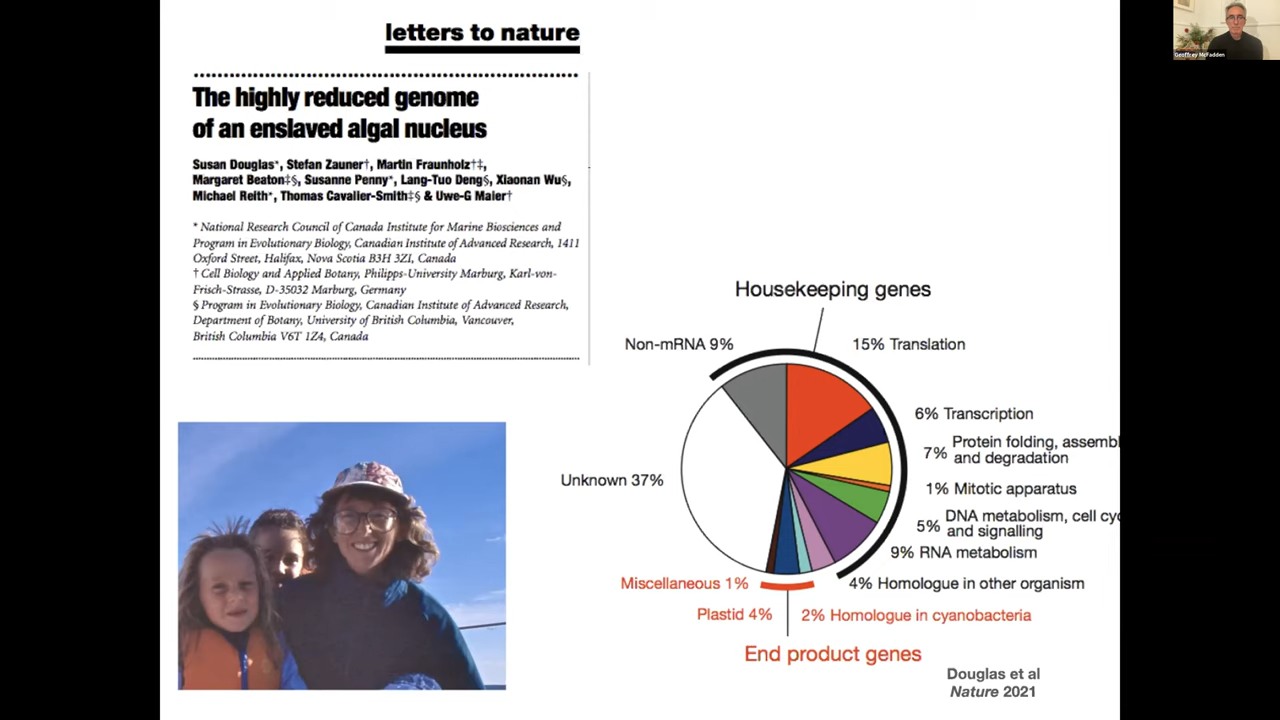 letters to nature
The highly reduced genome
of an enslaved algal nucleus
Susan Douglas*, Stefan Zauner†, Martin Fraunholz†‡,
Margaret Beaton‡§, Susanne Penny*, Lang-Tuo Deng§, Xiaonan Wu§,
Michael Reith*, Thomas Cavalier-Smith‡§ & Uwe-G Maier†
* National Research Council of Canada Institute for Marine Biosciences and
Program in Evolutionary Biology, Canadian Institute of Advanced Research, 1411
Oxford Street, Halifax, Nova Scotia B3H 3ZI, Canada
† Cell Biology and Applied Botany, Philipps-University Marburg, Karl-von-
Frisch-Strasse, D-35032 Marburg, Germany
§ Program in Evolutionary Biology, Canadian Institute of Advanced Research,
Department of Botany, University of British Columbia, Vancouver,
British Columbia V6T 1Z4, Canada
Housekeeping genes
Non-mRNA 9%
15% Translation
6% Transcription
7% Protein folding, assembl
and degradation
Unknown 37%
1% Mitotic apparatus
5% DNA metabolism, cell cyc
and signalling
9% RNA metabolism
Miscellaneous 1%
4% Homologue in other organism
Plastid 4%
2% Homologue in cyanobacteria
End product genes
Douglas et al
Nature 2021
Geoffrey McFadden